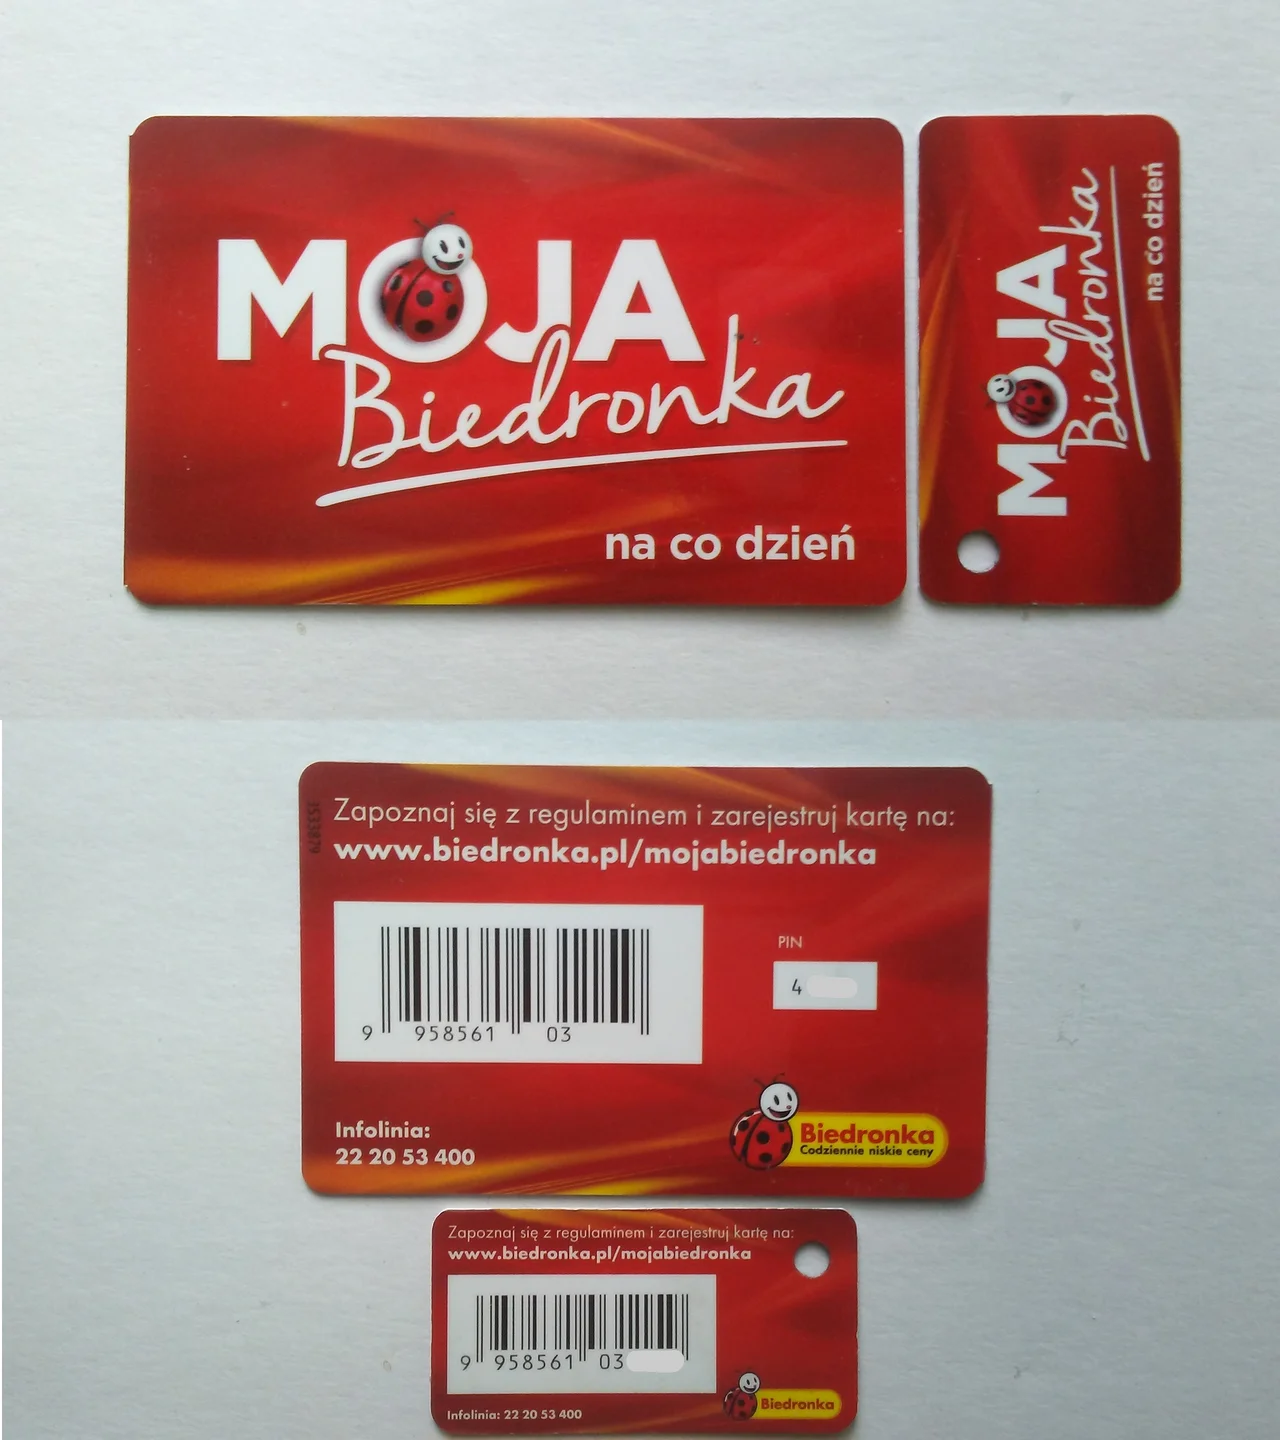 MOJA
Biedronka
na co dzień
MOJA
Biedronka
na co dzień
Zapoznaj się z regulaminem i zarejestruj kartę na:
www.biedronka.pl/mojabiedronka
PIN
4
9 958561 03
Infolinia:
22 20 53 400
Biedronka
Codziennie niskie ceny
Zapoznaj się z regulaminem i zarejestruj kartę na:
www.biedronka.pl/mojabiedronka
9 958561 03
Infolinia: 22 20 53 400
Biedronka